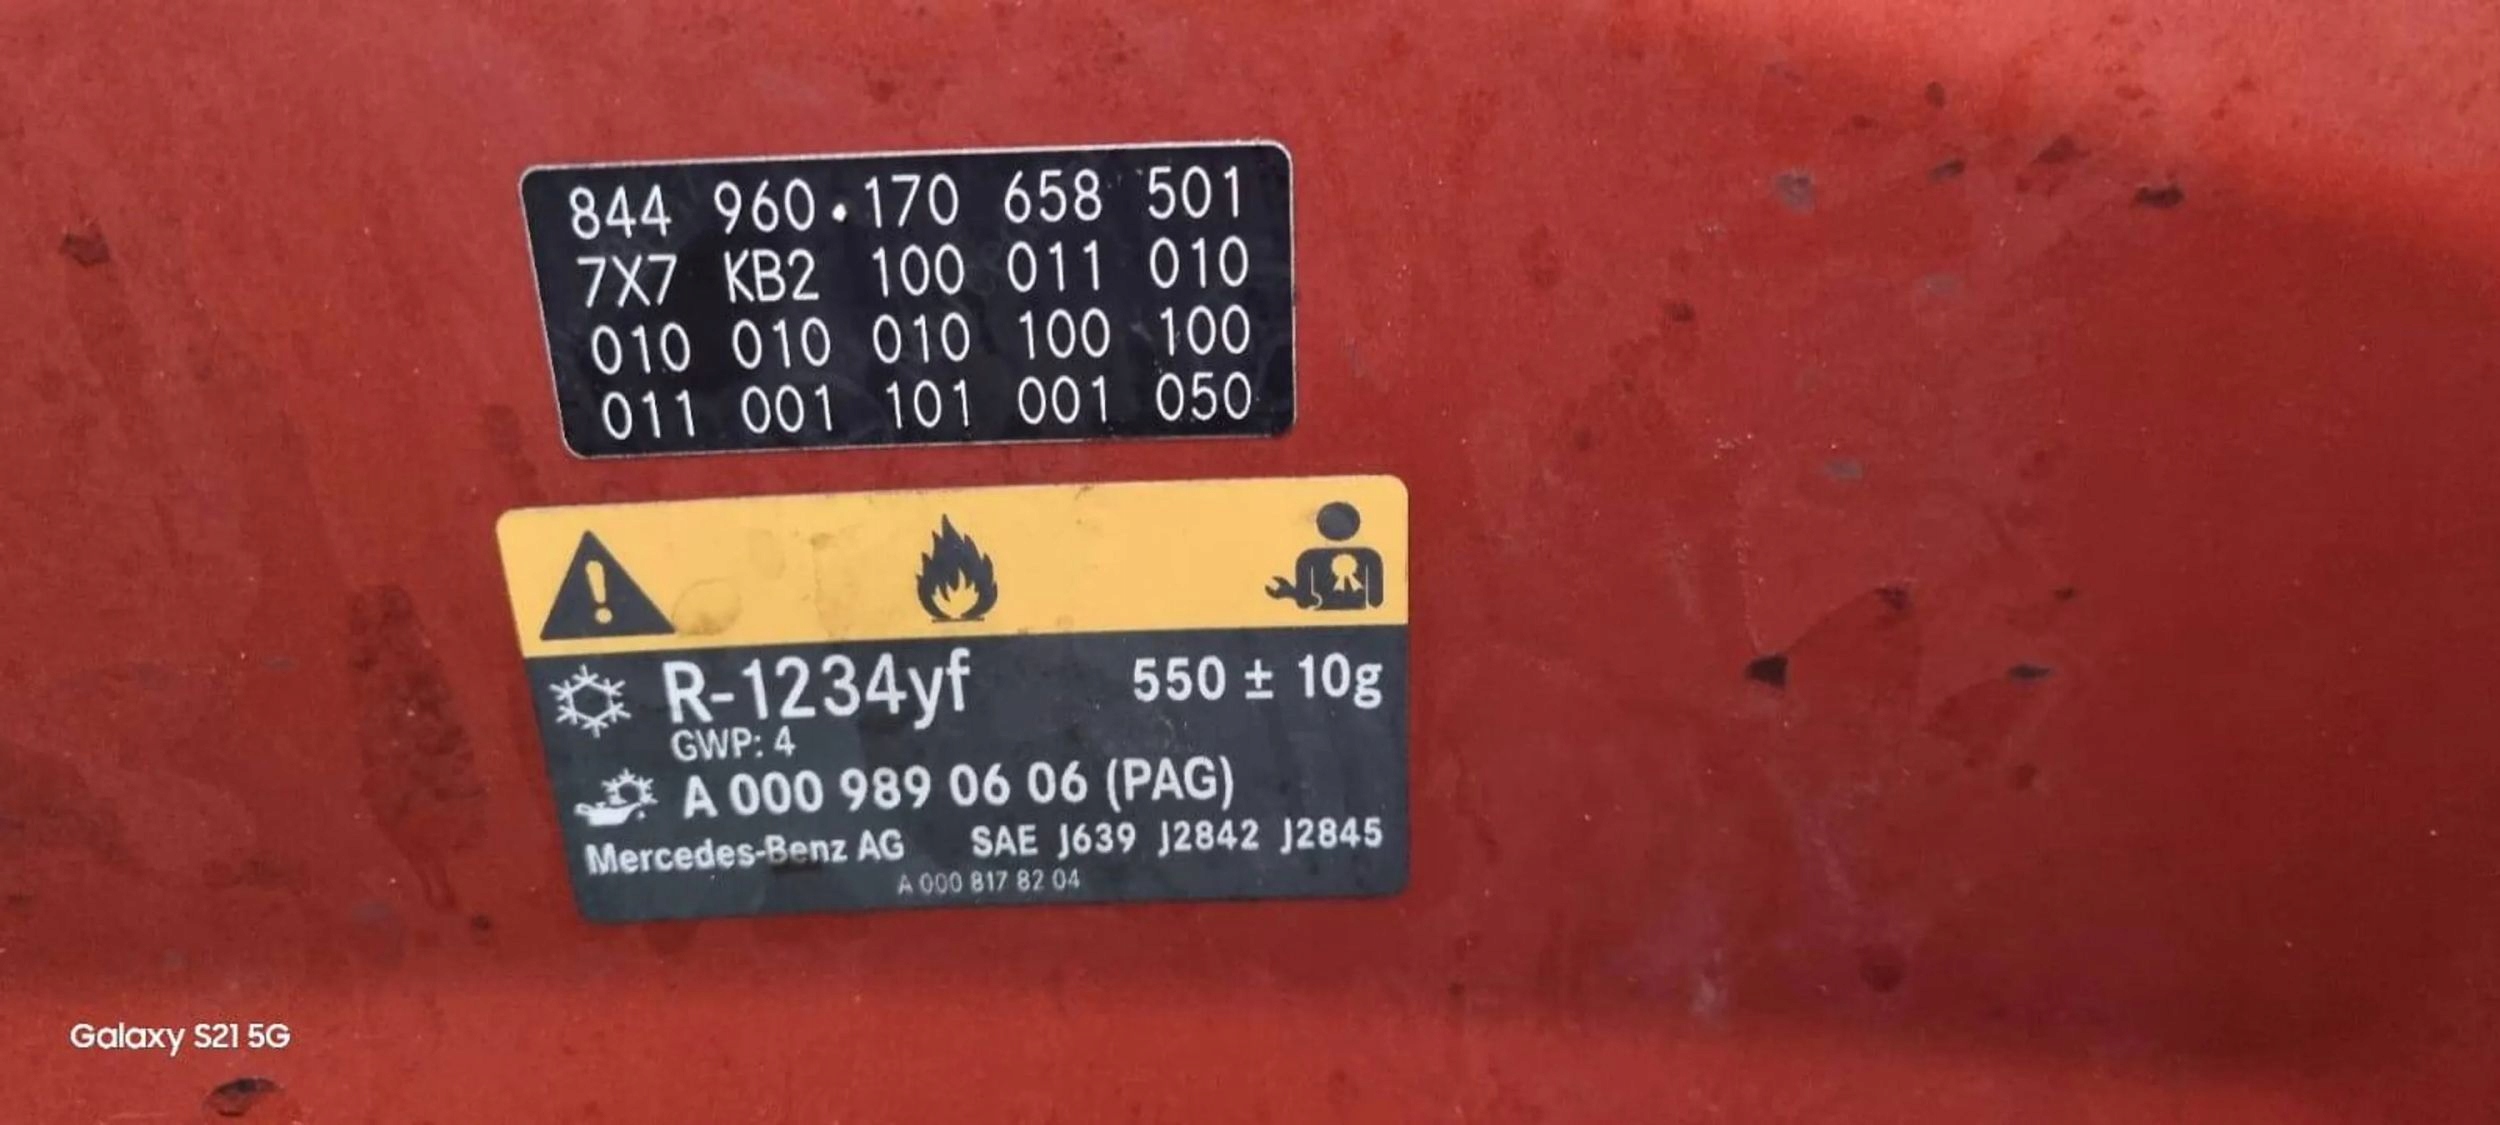 844 960 170 658 501
7X7 KB2 100 011 010
010 010 010 100 100
011 001 101 001 050
R-1234yf 550 ± 10g
GWP: 4
A 000 989 06 06 (PAG)
Mercedes-Benz AG SAE J639 J2842 J2845
A 000 817 82 04
Galaxy S21 5G